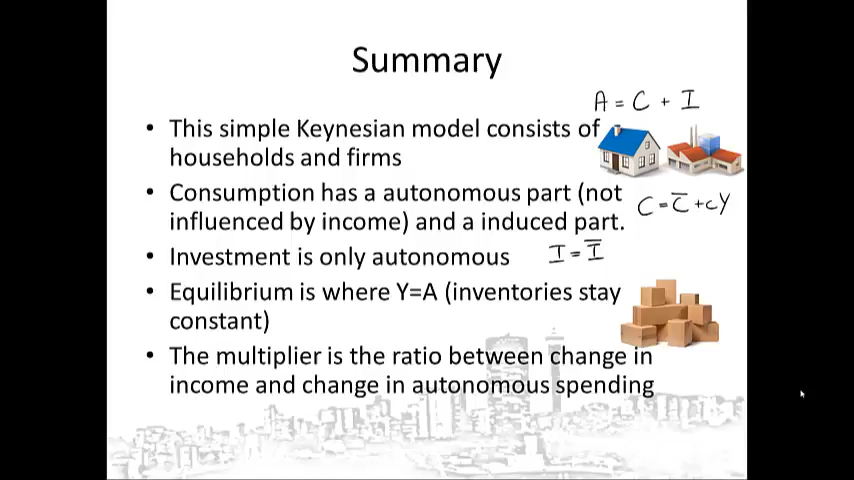 Summary
A = C + I
• This simple Keynesian model consists of
households and firms
• Consumption has a autonomous part (not
influenced by income) and a induced part.
C = C̅ + cY
• Investment is only autonomous
I = I̅
• Equilibrium is where Y=A (inventories stay
constant)
• The multiplier is the ratio between change in
income and change in autonomous spending